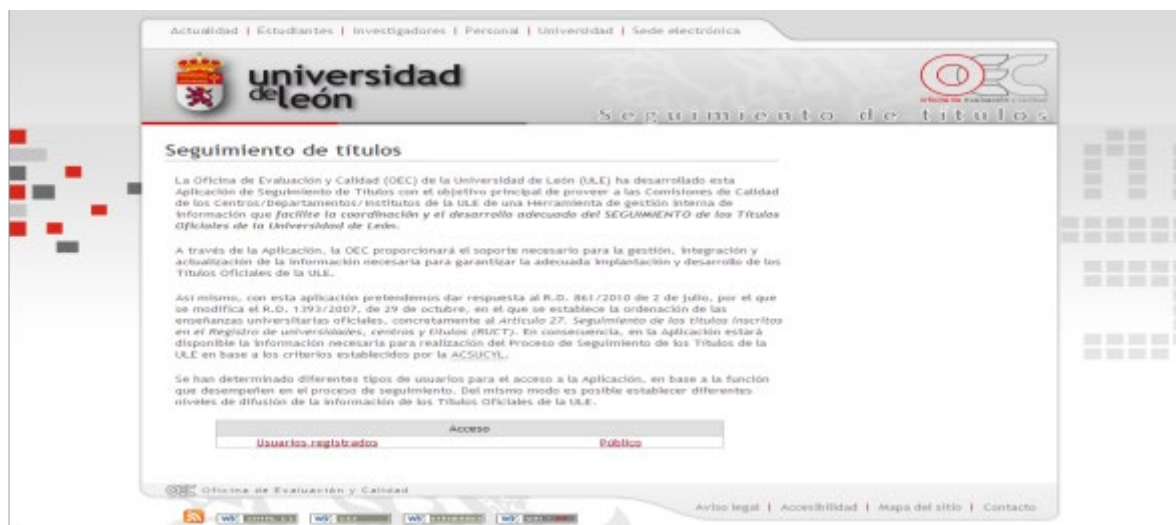 Actualidad | Estudiantes | Investigadores | Personal | Universidad | Sede electrónica
universidad
de león
OEC
Oficina de Evaluación y Calidad
Seguimiento de títulos
Seguimiento de títulos
La Oficina de Evaluación y Calidad (OEC) de la Universidad de León (ULE) ha desarrollado esta
Aplicación de Seguimiento de Títulos con el objetivo principal de proveer a las Comisiones de Calidad
de los Centros/Departamentos/Institutos de la ULE de una Herramienta de gestión interna de
información que facilite la coordinación y el desarrollo adecuado del SEGUIMIENTO de los Títulos
Oficiales de la Universidad de León.
A través de la Aplicación, la OEC proporcionará el soporte necesario para la gestión, integración y
actualización de la información necesaria para garantizar la adecuada implantación y desarrollo de los
Títulos Oficiales de la ULE.
Así mismo, con esta aplicación pretendemos dar respuesta al R.D. 861/2010 de 2 de julio, por el que
se modifica el R.D. 1393/2007, de 29 de octubre, en el que se establece la ordenación de las
enseñanzas universitarias oficiales, concretamente al Artículo 27. Seguimiento de los títulos inscritos
en el Registro de universidades, centros y títulos (RUCT). En consecuencia, en la Aplicación estará
disponible la información necesaria para realización del Proceso de Seguimiento de los Títulos de la
ULE en base a los criterios establecidos por la ACSUCYL.
Se han determinado diferentes tipos de usuarios para el acceso a la Aplicación, en base a la función
que desempeñen en el proceso de seguimiento. Del mismo modo es posible establecer diferentes
niveles de difusión de la información de los Títulos Oficiales de la ULE.
Acceso
Usuarios registrados Público
Oficina de Evaluación y Calidad
Aviso legal | Accesibilidad | Mapa del sitio | Contacto
W3C W3C W3C W3C